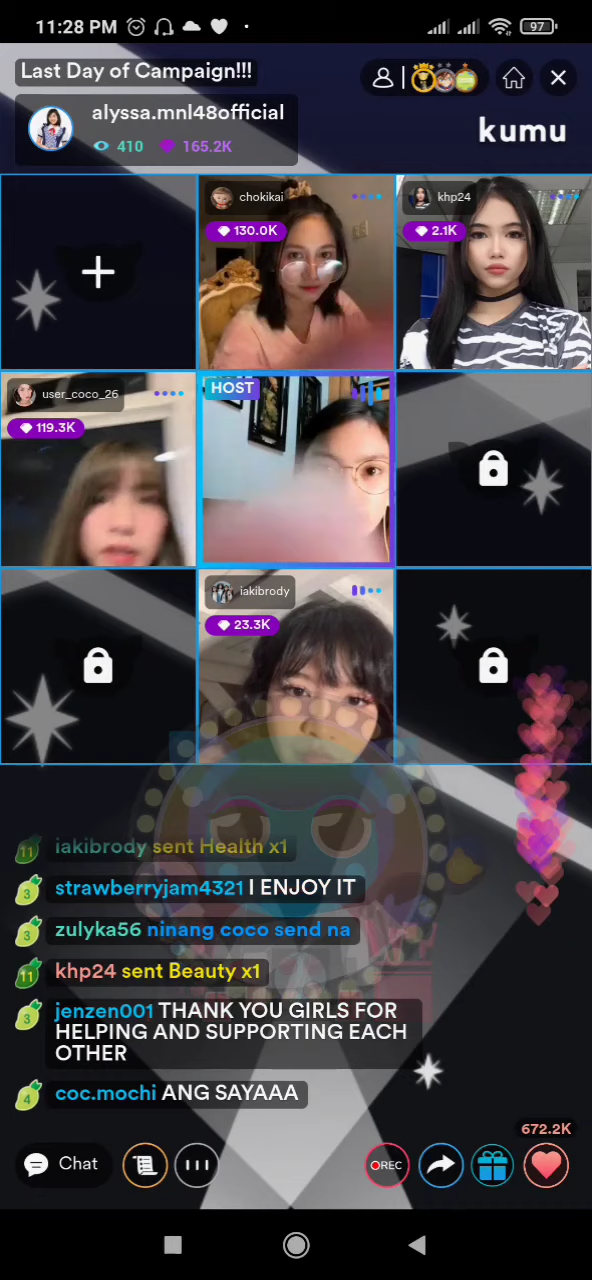 11:28 PM
97
Last Day of Campaign!!!
alyssa.mnl48official
410
165.2K
kumu
chokikai
130.0K
khp24
2.1K
user_coco_26
119.3K
HOST
iakibrody
23.3K
11 iakibrody sent Health x1
3 strawberryjam4321 I ENJOY IT
3 zulyka56 ninang coco send na
11 khp24 sent Beauty x1
3 jenzen001 THANK YOU GIRLS FOR
HELPING AND SUPPORTING EACH
OTHER
4 coc.mochi ANG SAYAAA
672.2K
Chat
REC